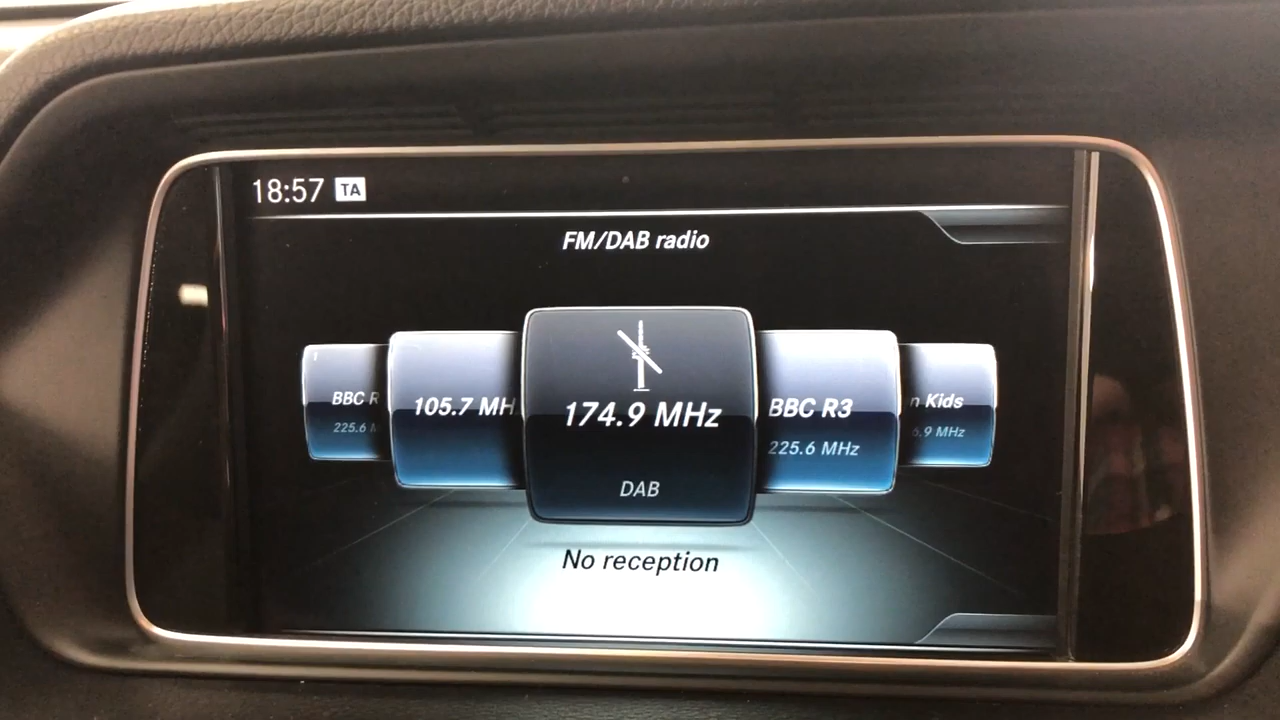 18:57 TA
FM/DAB radio
BBC R
225.6 M
105.7 MH
174.9 MHz
DAB
BBC R3
225.6 MHz
n Kids
6.9 MHz
No reception